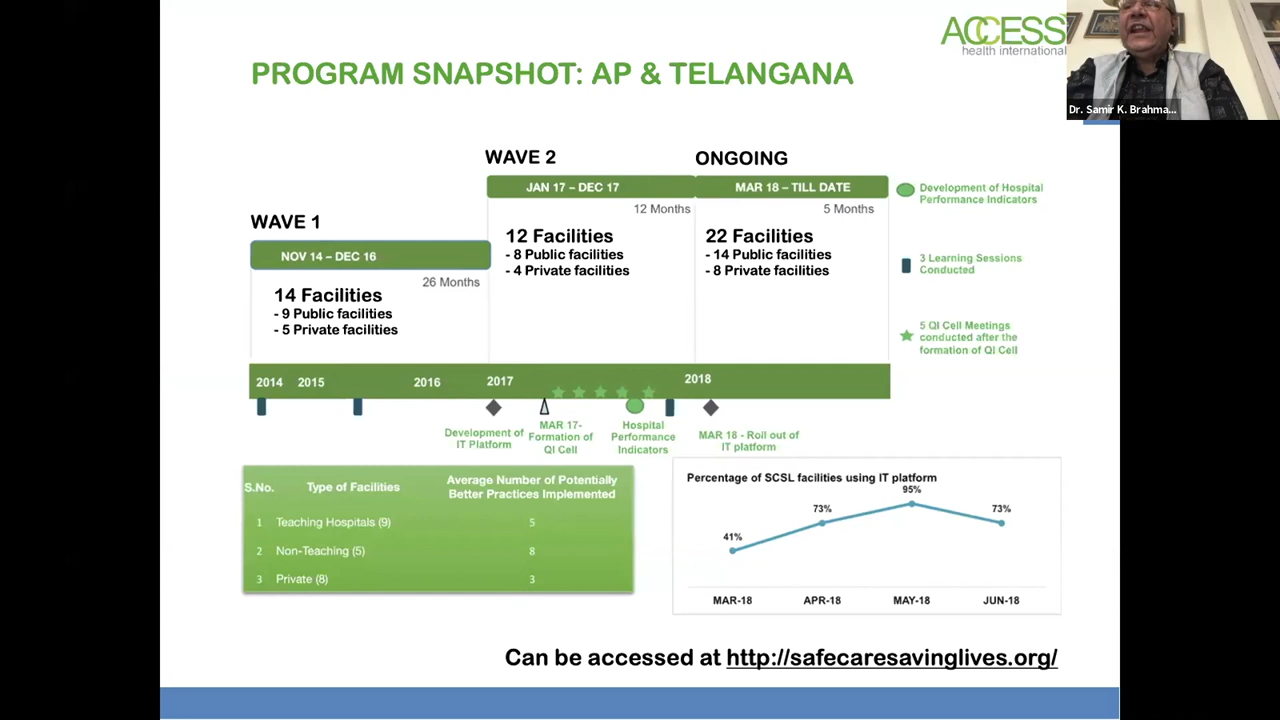 ACCESS
health international
Dr. Samir K. Brahma...
PROGRAM SNAPSHOT: AP & TELANGANA
WAVE 1
NOV 14 – DEC 16
26 Months
14 Facilities
- 9 Public facilities
- 5 Private facilities
WAVE 2
JAN 17 – DEC 17
12 Months
12 Facilities
- 8 Public facilities
- 4 Private facilities
ONGOING
MAR 18 – TILL DATE
5 Months
22 Facilities
- 14 Public facilities
- 8 Private facilities
Development of Hospital
Performance Indicators
3 Learning Sessions
Conducted
5 QI Cell Meetings
conducted after the
formation of QI Cell
2014 2015 2016 2017 2018
Development of
IT Platform
MAR 17-
Formation of
QI Cell
Hospital
Performance
Indicators
MAR 18 - Roll out of
IT platform
S.No. Type of Facilities Average Number of Potentially
Better Practices Implemented
1 Teaching Hospitals (9) 5
2 Non-Teaching (5) 8
3 Private (8) 3
Percentage of SCSL facilities using IT platform
41% 73% 95% 73%
MAR-18 APR-18 MAY-18 JUN-18
Can be accessed at http://safecaresavinglives.org/